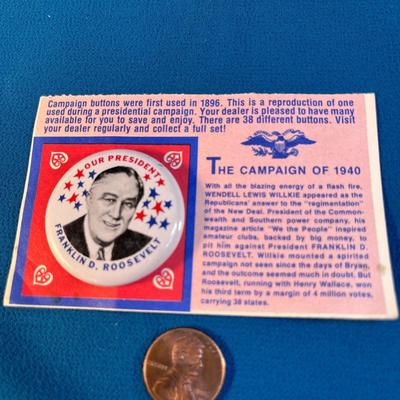 Campaign buttons were first used in 1896. This is a reproduction of one
used during a presidential campaign. Your dealer is pleased to have many
available for you to save and enjoy. There are 38 different buttons. Visit
your dealer regularly and collect a full set!
OUR PRESIDENT
FRANKLIN D. ROOSEVELT
THE CAMPAIGN OF 1940
With all the blazing energy of a flash fire,
WENDELL LEWIS WILLKIE appeared as the
Republicans' answer to the "regimentation"
of the New Deal. President of the Common-
wealth and Southern power company, his
magazine article "We the People" inspired
amateur clubs, backed by big money, to
pit him against President FRANKLIN D.
ROOSEVELT. Willkie mounted a spirited
campaign not seen since the days of Bryan,
and the outcome seemed much in doubt. But
Roosevelt, running with Henry Wallace, won
his third term by a margin of 4 million votes,
carrying 38 states.